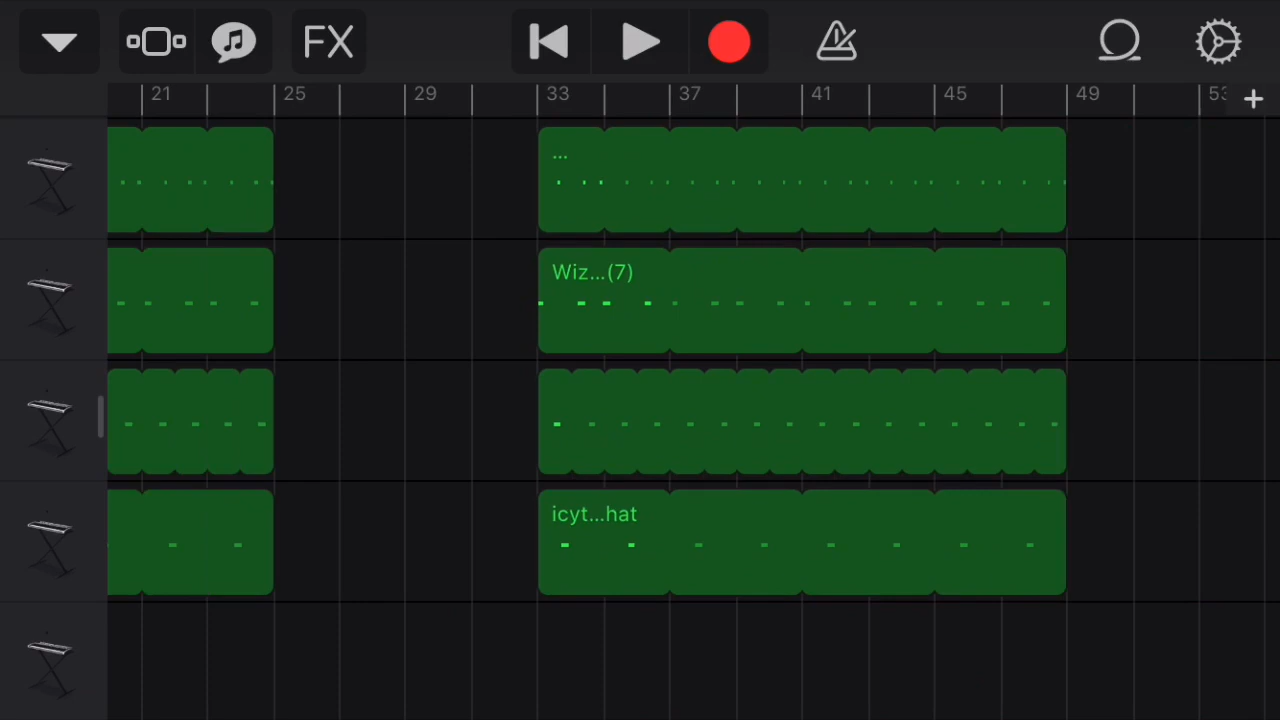 FX
21 25 29 33 37 41 45 49 53
...
Wiz...(7)
icyt...hat